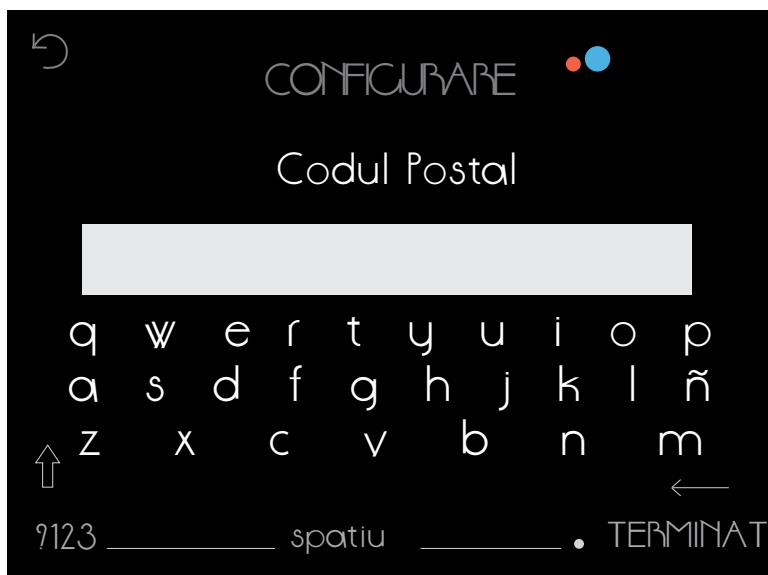 CONFIGURARE
Codul Postal
q w e r t y u i o p
a s d f g h j k l ñ
z x c v b n m
?123 spatiu . TERMINAT